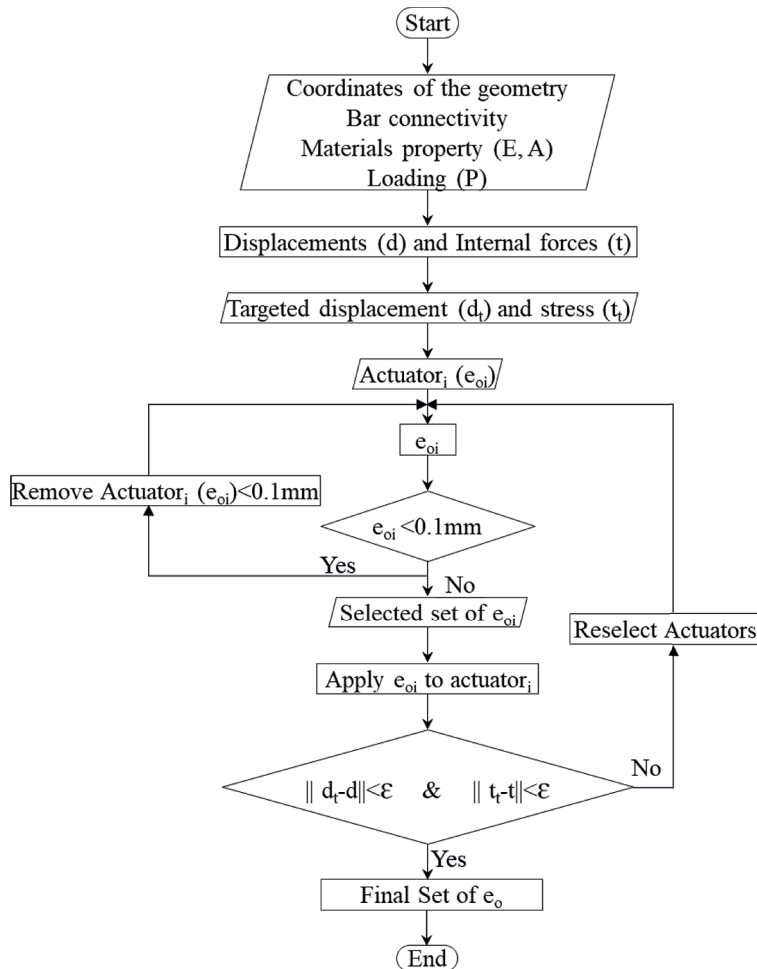 Start
Coordinates of the geometry
Bar connectivity
Materials property (E, A)
Loading (P)
Displacements (d) and Internal forces (t)
Targeted displacement (dₜ) and stress (tₜ)
Actuatorᵢ (eₒᵢ)
eₒᵢ
Remove Actuatorᵢ (eₒᵢ)<0.1mm
eₒᵢ <0.1mm
Yes
No
Selected set of eₒᵢ
Reselect Actuators
Apply eₒᵢ to actuatorᵢ
No
|| dₜ-d||<Ɛ & || tₜ-t||<Ɛ
Yes
Final Set of eₒ
End